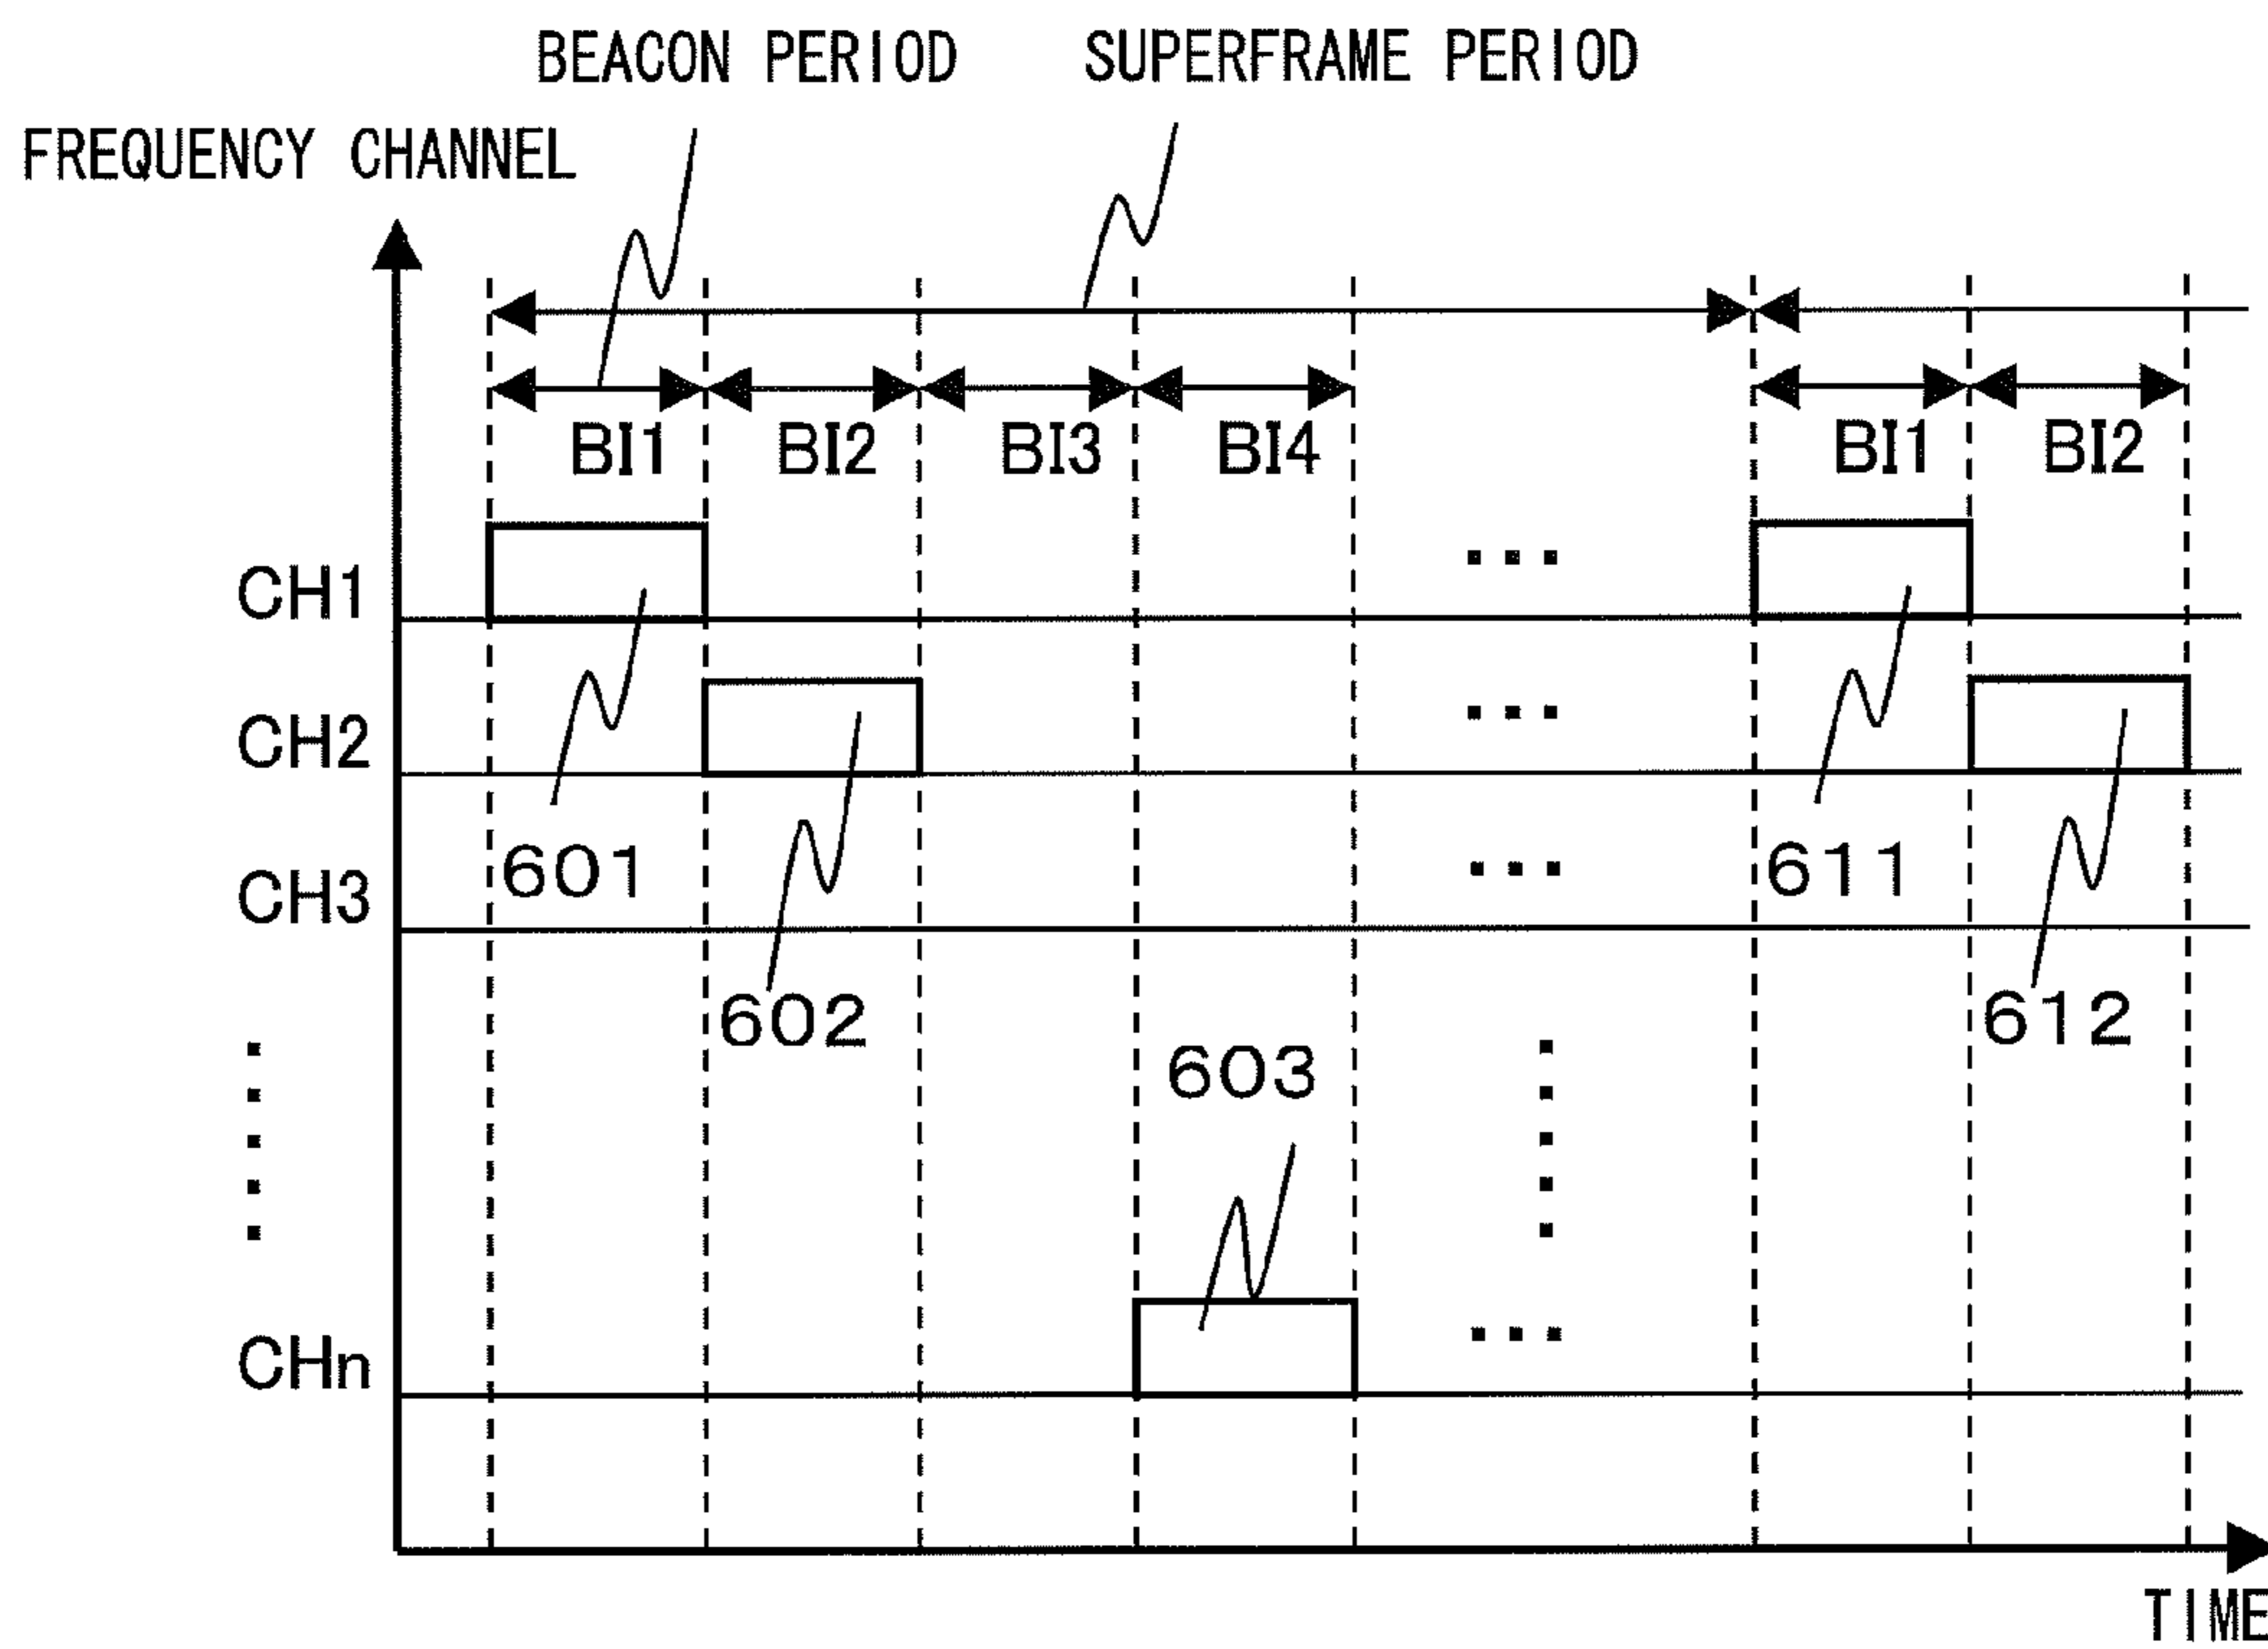 BEACON PERIOD SUPERFRAME PERIOD
FREQUENCY CHANNEL
BI1 BI2 BI3 BI4 BI1 BI2
CH1 ...
CH2 ...
601 611
CH3 ...
602 612
603
CHn ...
TIME